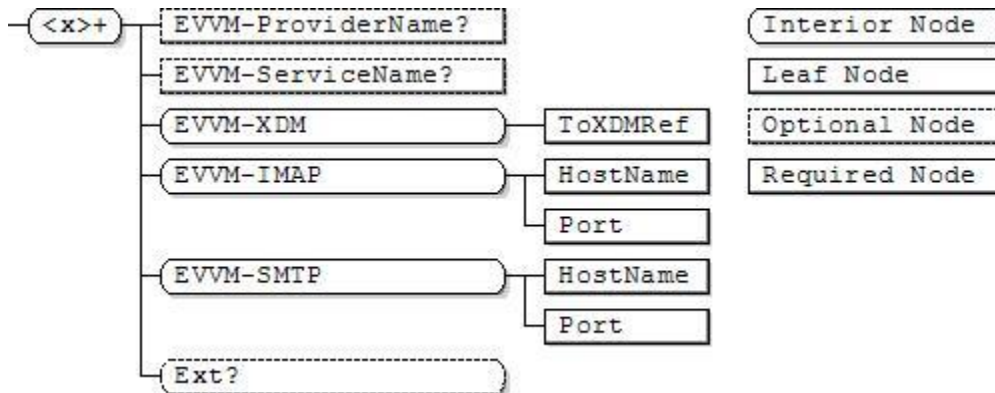 <x>+
EVVM-ProviderName?
Interior Node
EVVM-ServiceName?
Leaf Node
EVVM-XDM
ToXDMRef
Optional Node
EVVM-IMAP
HostName
Required Node
Port
EVVM-SMTP
HostName
Port
Ext?